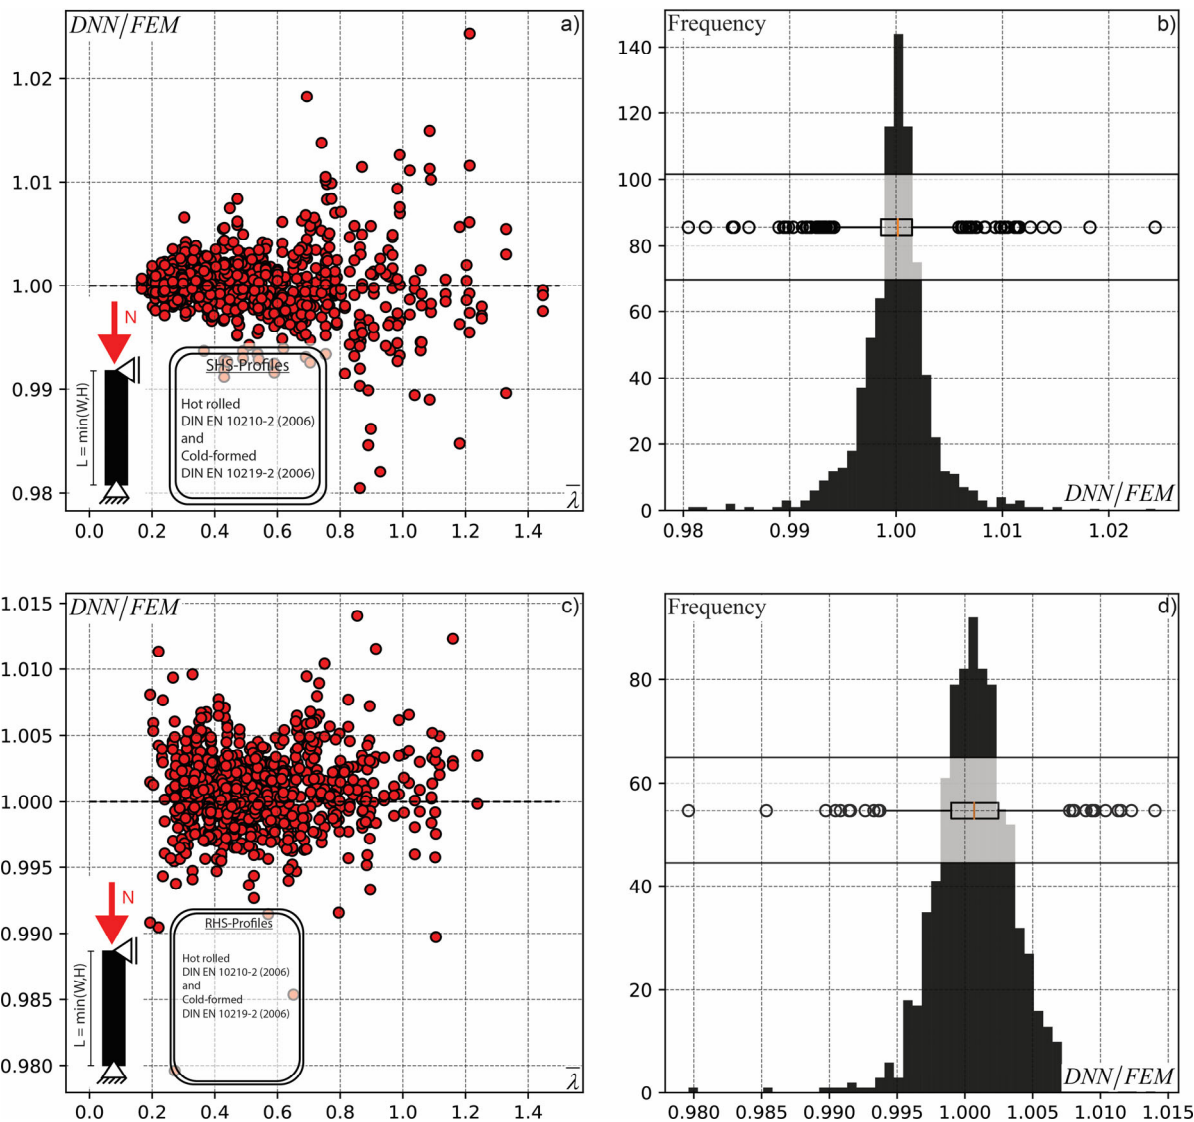 DNN/FEM
a)
1.02
1.01
1.00
0.99
0.98
N
L = min(W,H)
SHS-Profiles
Hot rolled
DIN EN 10210-2 (2006)
and
Cold-formed
DIN EN 10219-2 (2006)
λ
0.0 0.2 0.4 0.6 0.8 1.0 1.2 1.4
Frequency
b)
140
120
100
80
60
40
20
0
DNN/FEM
0.98 0.99 1.00 1.01 1.02
DNN/FEM
c)
1.015
1.010
1.005
1.000
0.995
0.990
0.985
0.980
N
L = min(W,H)
RHS-Profiles
Hot rolled
DIN EN 10210-2 (2006)
and
Cold-formed
DIN EN 10219-2 (2006)
λ
0.0 0.2 0.4 0.6 0.8 1.0 1.2 1.4
Frequency
d)
80
60
40
20
0
DNN/FEM
0.980 0.985 0.990 0.995 1.000 1.005 1.010 1.015